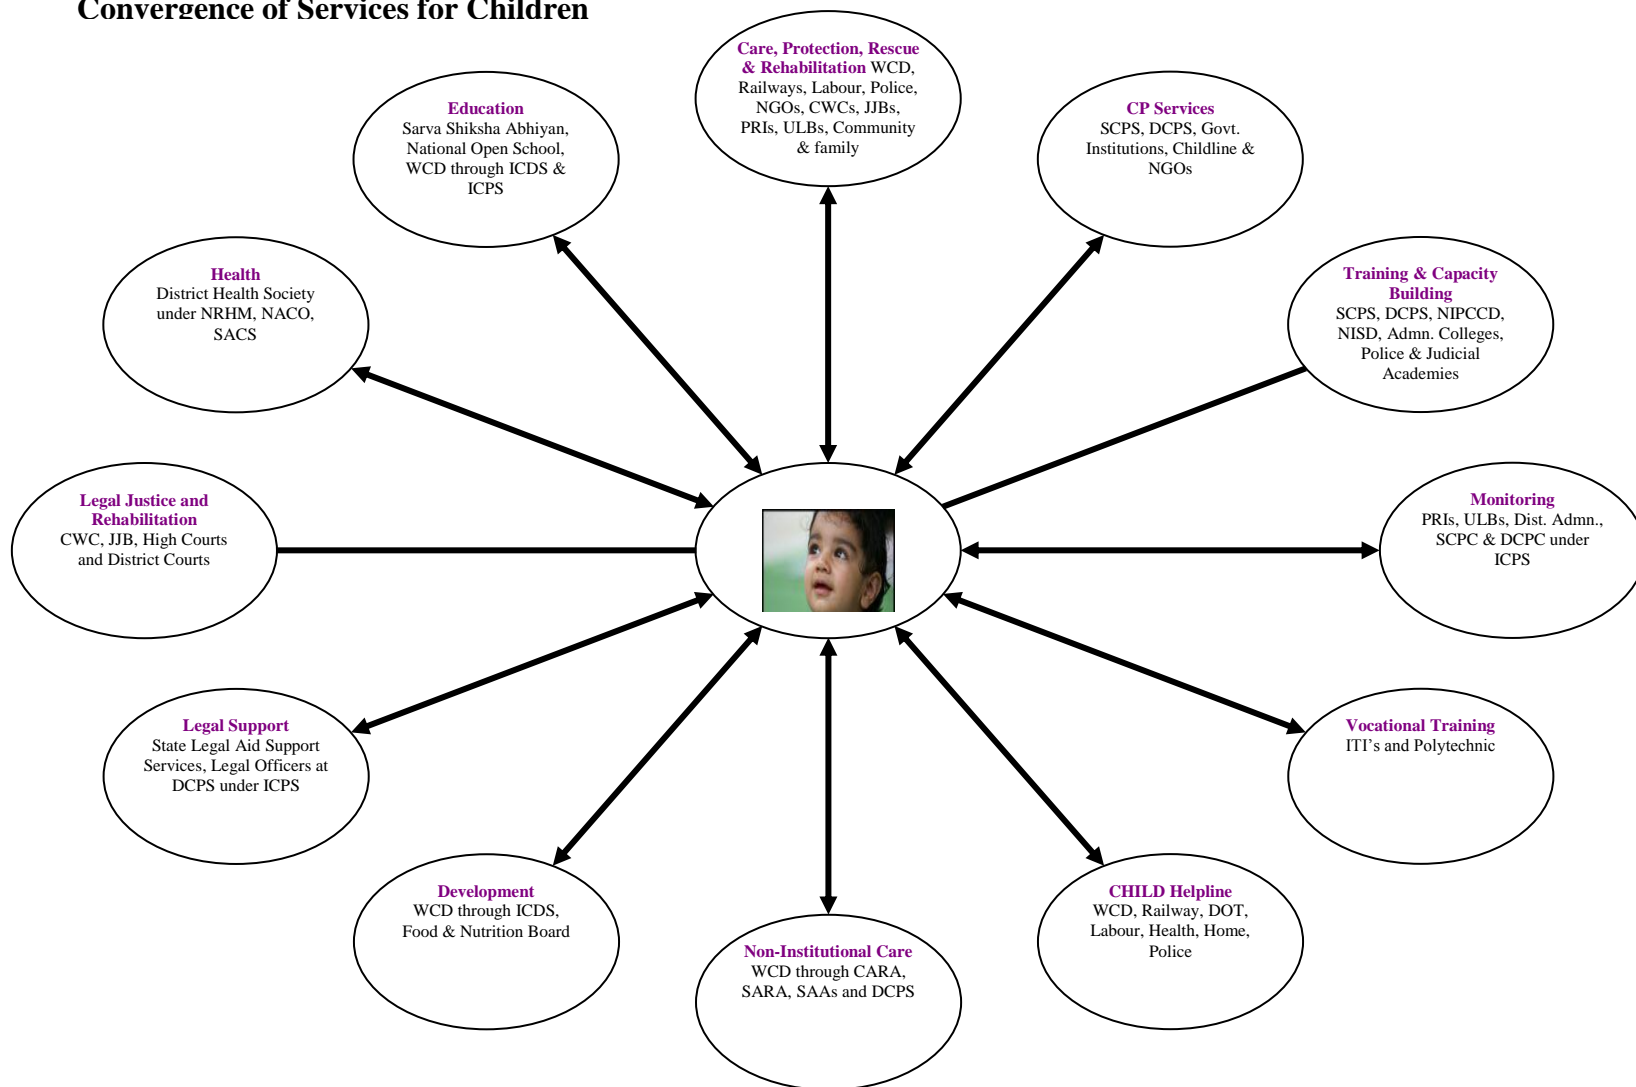 Convergence of Services for Children
Care, Protection, Rescue
& Rehabilitation WCD,
Railways, Labour, Police,
NGOs, CWCs, JJBs,
PRIs, ULBs, Community
& family
Education
Sarva Shiksha Abhiyan,
National Open School,
WCD through ICDS &
ICPS
CP Services
SCPS, DCPS, Govt.
Institutions, Childline &
NGOs
Health
District Health Society
under NRHM, NACO,
SACS
Training & Capacity
Building
SCPS, DCPS, NIPCCD,
NISD, Admn. Colleges,
Police & Judicial
Academies
Legal Justice and
Rehabilitation
CWC, JJB, High Courts
and District Courts
Monitoring
PRIs, ULBs, Dist. Admn.,
SCPC & DCPC under
ICPS
Legal Support
State Legal Aid Support
Services, Legal Officers at
DCPS under ICPS
Vocational Training
ITI’s and Polytechnic
Development
WCD through ICDS,
Food & Nutrition Board
CHILD Helpline
WCD, Railway, DOT,
Labour, Health, Home,
Police
Non-Institutional Care
WCD through CARA,
SARA, SAAs and DCPS